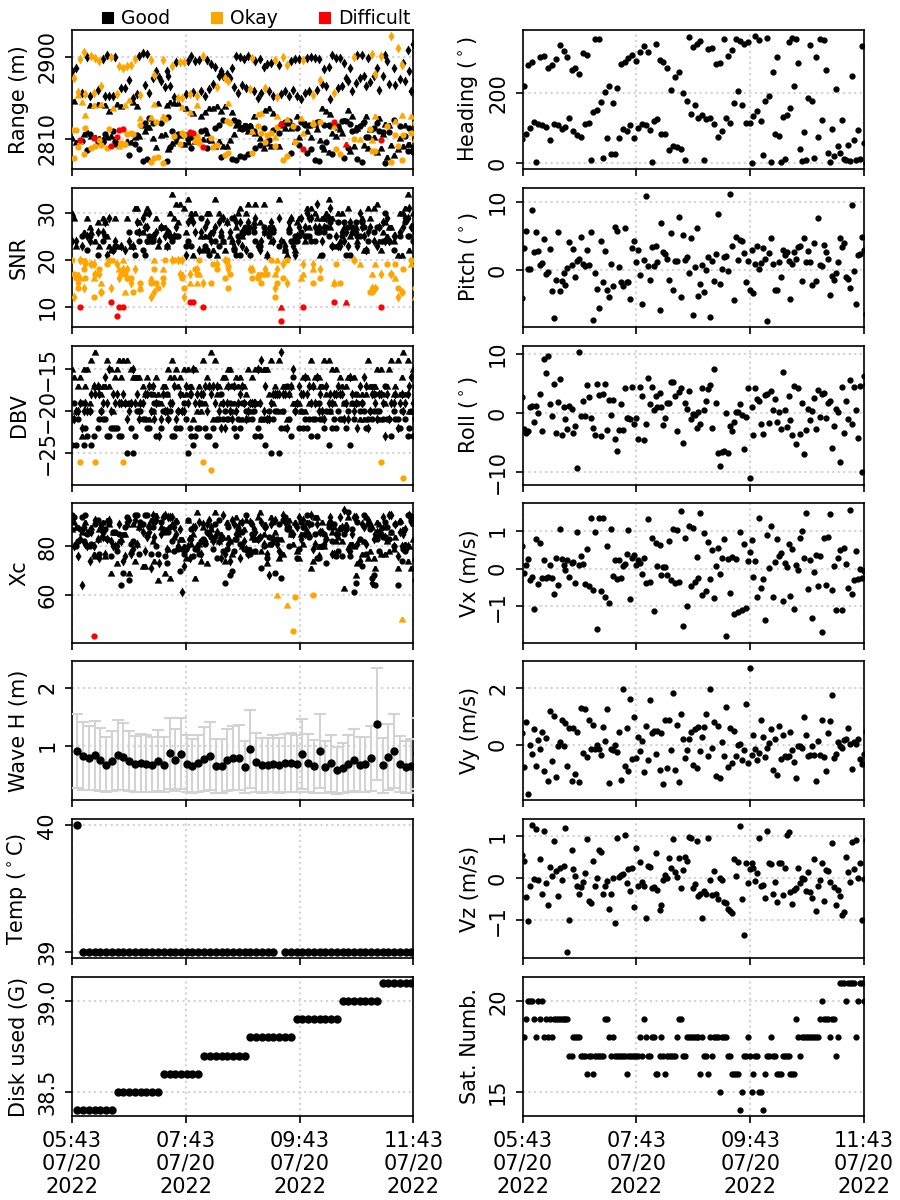 Good Okay Difficult
Range (m)
2900
2810
Heading (°)
200
0
SNR
30
20
10
Pitch (°)
10
0
DBV
−15
−20
−25
Roll (°)
10
0
−10
Xc
80
60
Vx (m/s)
1
0
−1
Wave H (m)
2
1
Vy (m/s)
2
0
Temp (°C)
40
39
Vz (m/s)
1
0
−1
Disk used (G)
39.0
38.5
Sat. Numb.
20
15
05:43 07:43 09:43 11:43 05:43 07:43 09:43 11:43
07/20 07/20 07/20 07/20 07/20 07/20 07/20 07/20
2022 2022 2022 2022 2022 2022 2022 2022